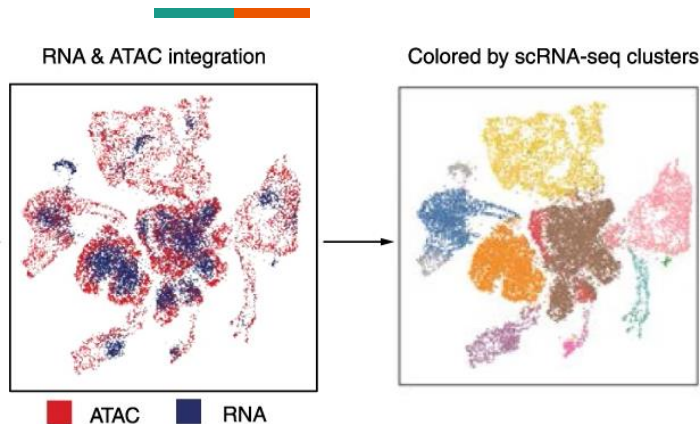 RNA & ATAC integration
Colored by scRNA-seq clusters
ATAC
RNA